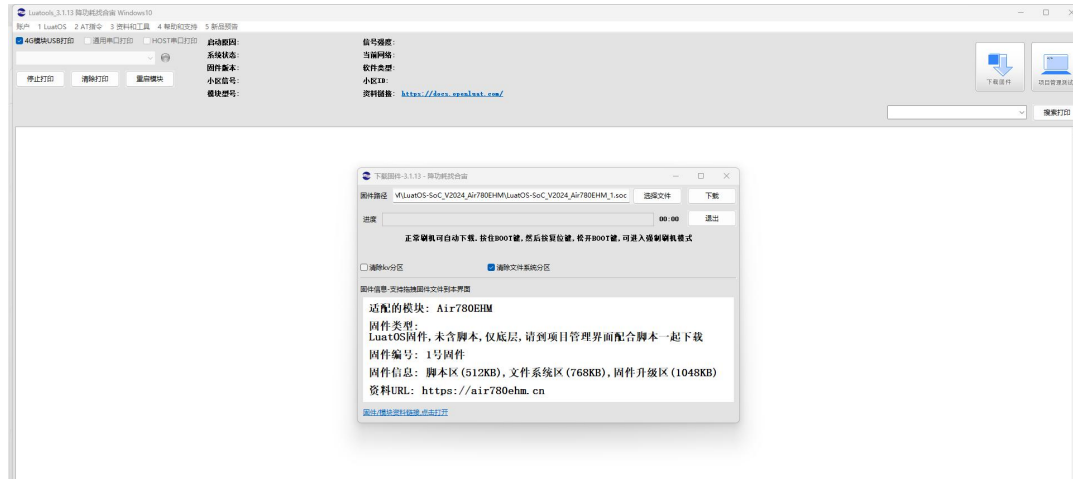 Luatools_3.1.13 降功耗找合宙 Windows10
账户 1 LuatOS 2 AT指令 3 资料和工具 4 帮助和支持 5 新品预告
4G模块USB打印 通用串口打印 HOST串口打印
启动原因: 信号强度:
系统状态: 当前网络:
固件版本: 软件类型:
停止打印 清除打印 重启模块
小区信号: 小区ID:
模块型号: 资料链接: https://docs.openluat.com/
下载固件 项目管理测试
搜索打印
下载固件-3.1.13 - 降功耗找合宙
固件路径 M\LuatOS-SoC_V2024_Air780EHM\LuatOS-SoC_V2024_Air780EHM_1.soc 选择文件 下载
进度 00:00 退出
正常刷机可自动下载.按住BOOT键,然后按复位键,松开BOOT键,可进入强制刷机模式
清除kv分区 清除文件系统分区
固件信息-支持拖拽固件文件到本界面
适配的模块: Air780EHM
固件类型:
LuatOS固件,未含脚本,仅底层,请到项目管理界面配合脚本一起下载
固件编号: 1号固件
固件信息: 脚本区(512KB),文件系统区(768KB),固件升级区(1048KB)
资料URL: https://air780ehm.cn
固件/模块资料链接,点击打开